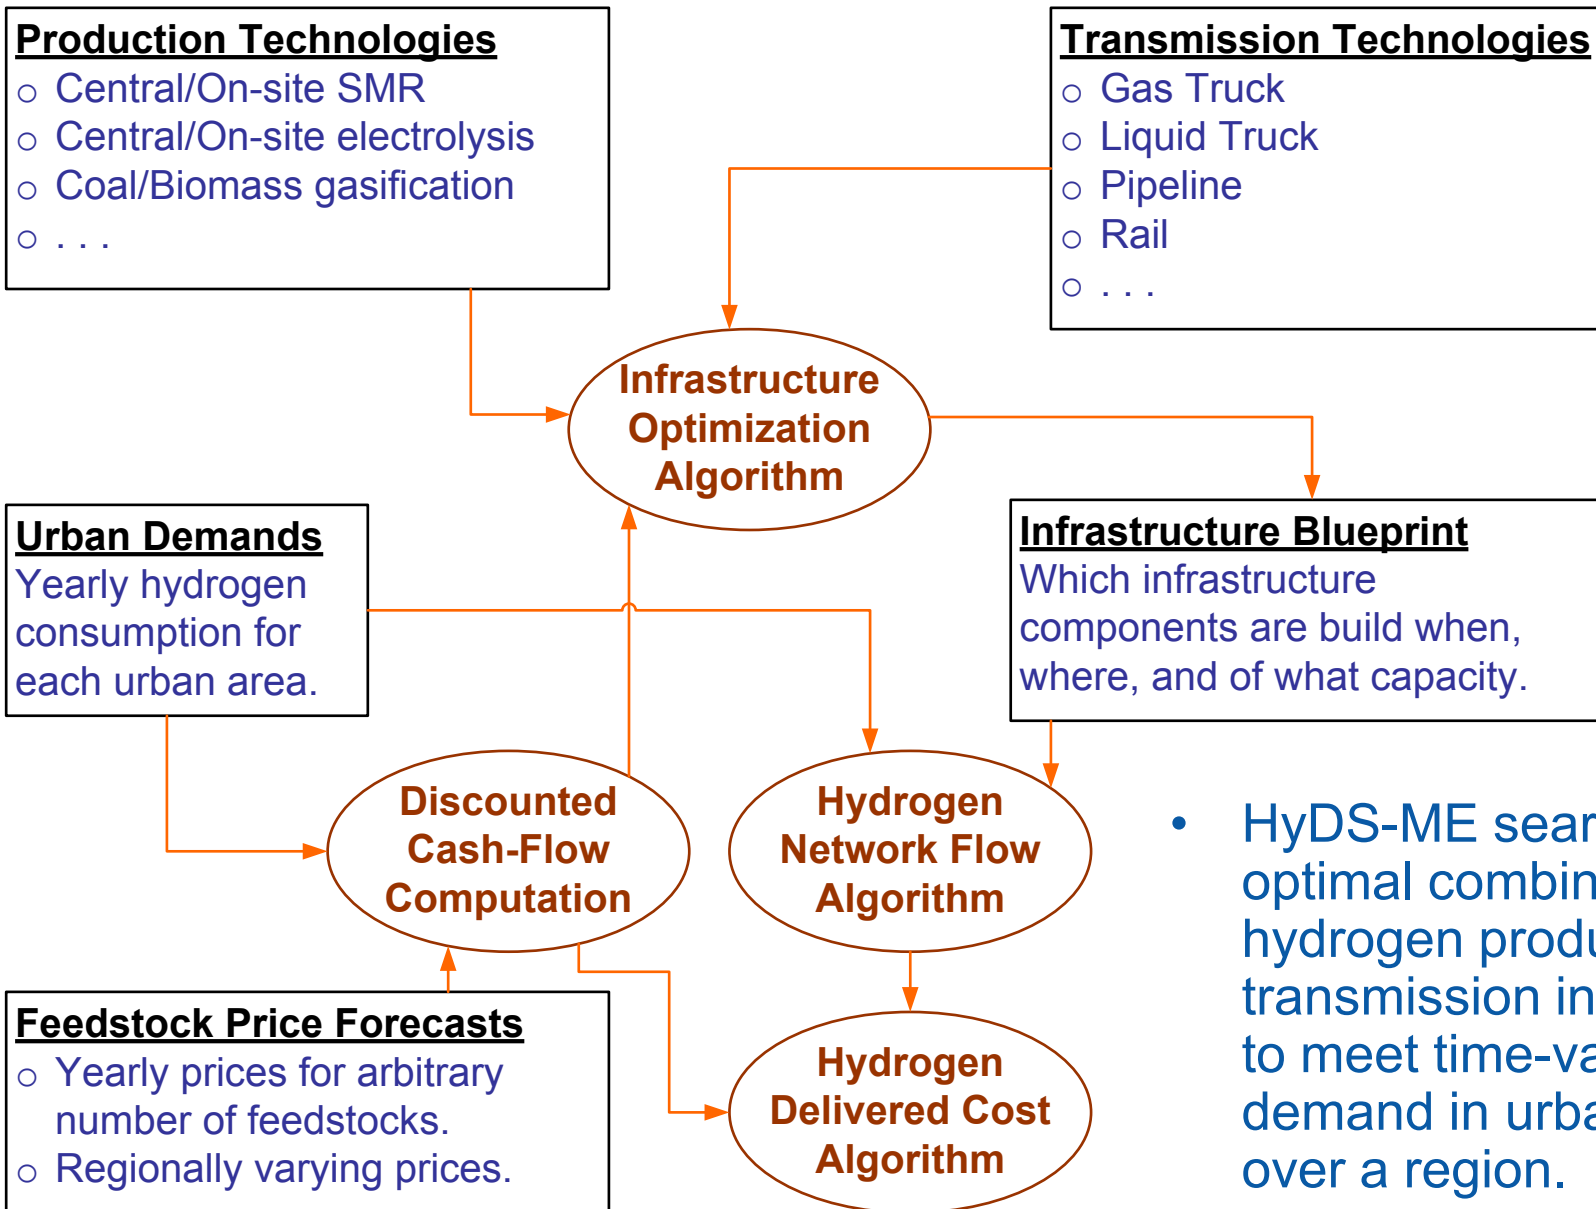 Production Technologies
o Central/On-site SMR
o Central/On-site electrolysis
o Coal/Biomass gasification
o . . .
Transmission Technologies
o Gas Truck
o Liquid Truck
o Pipeline
o Rail
o . . .
Infrastructure
Optimization
Algorithm
Urban Demands
Yearly hydrogen
consumption for
each urban area.
Infrastructure Blueprint
Which infrastructure
components are build when,
where, and of what capacity.
Discounted
Cash-Flow
Computation
Hydrogen
Network Flow
Algorithm
Feedstock Price Forecasts
o Yearly prices for arbitrary
number of feedstocks.
o Regionally varying prices.
Hydrogen
Delivered Cost
Algorithm
• HyDS-ME sear
optimal combin
hydrogen produ
transmission in
to meet time-va
demand in urba
over a region.